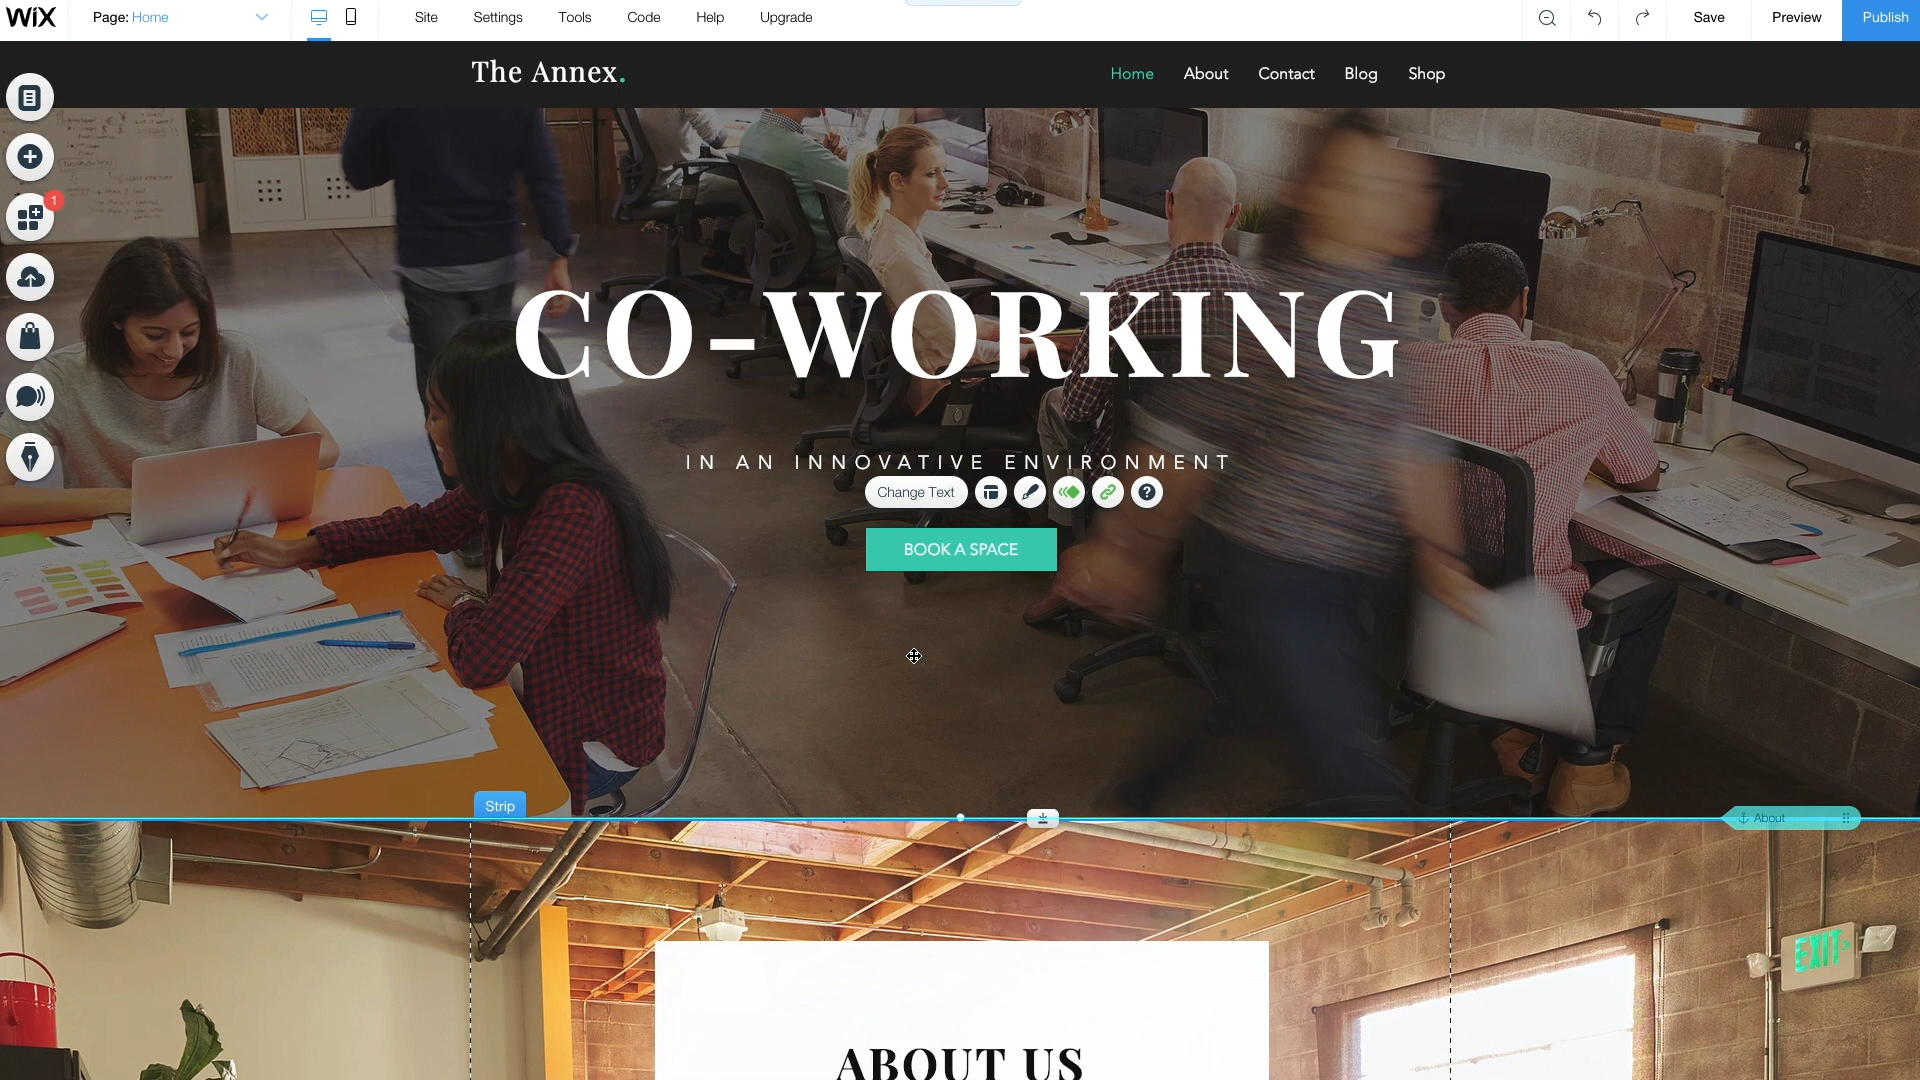 WiX Page: Home Site Settings Tools Code Help Upgrade Save Preview Publish
The Annex. Home About Contact Blog Shop
1
CO-WORKING
IN AN INNOVATIVE ENVIRONMENT
Change Text ?
BOOK A SPACE
Strip
About
EXIT
ABOUT US